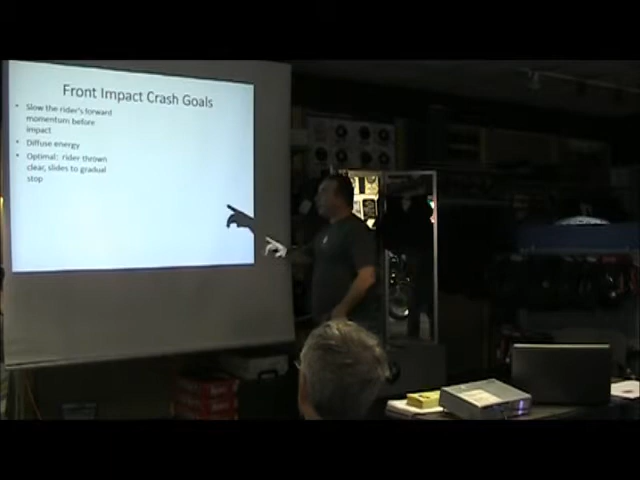 Front Impact Crash Goals
• Slow the rider's forward
momentum before
impact
• Diffuse energy
• Optimal: rider thrown
clear, slides to gradual
stop